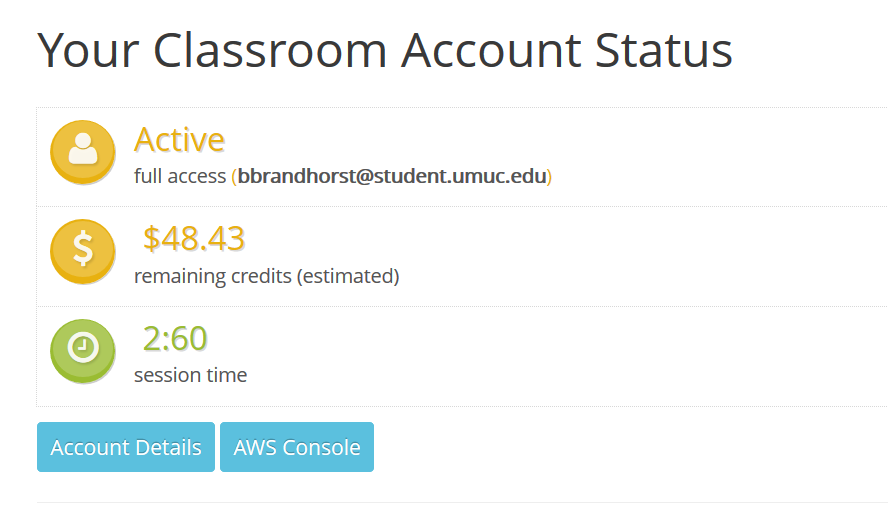 Your Classroom Account Status
Active
full access (bbrandhorst@student.umuc.edu)
$
$48.43
remaining credits (estimated)
2:60
session time
Account Details
AWS Console